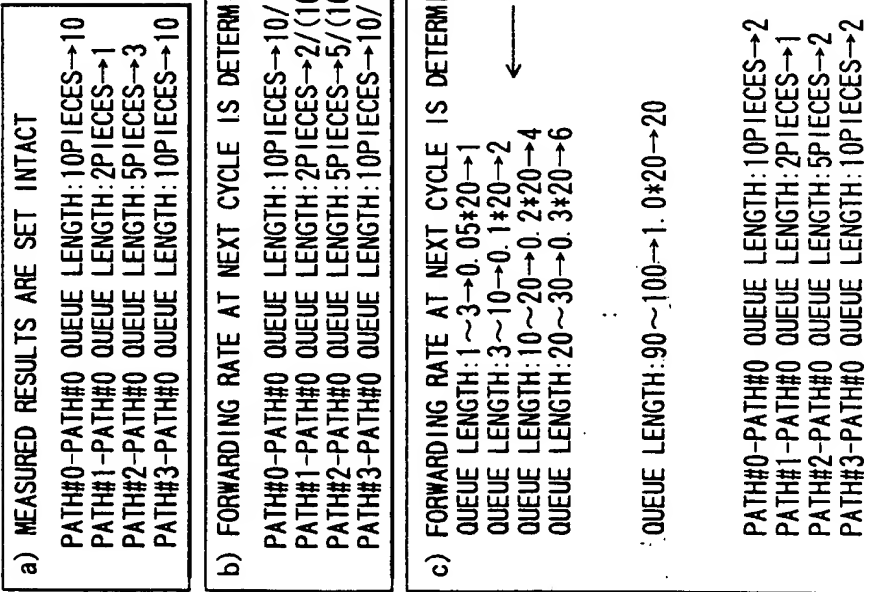 a) MEASURED RESULTS ARE SET INTACT
PATH#0-PATH#0 QUEUE LENGTH:10PIECES→10
PATH#1-PATH#0 QUEUE LENGTH:2PIECES→1
PATH#2-PATH#0 QUEUE LENGTH:5PIECES→3
PATH#3-PATH#0 QUEUE LENGTH:10PIECES→10
b) FORWARDING RATE AT NEXT CYCLE IS DETERM
PATH#0-PATH#0 QUEUE LENGTH:10PIECES→10/
PATH#1-PATH#0 QUEUE LENGTH:2PIECES→2/(10
PATH#2-PATH#0 QUEUE LENGTH:5PIECES→5/(10
PATH#3-PATH#0 QUEUE LENGTH:10PIECES→10/
c) FORWARDING RATE AT NEXT CYCLE IS DETERMI
QUEUE LENGTH:1~3→0.05*20→1
QUEUE LENGTH:3~10→0.1*20→2
QUEUE LENGTH:10~20→0.2*20→4
QUEUE LENGTH:20~30→0.3*20→6
QUEUE LENGTH:90~100→1.0*20→20
PATH#0-PATH#0 QUEUE LENGTH:10PIECES→2
PATH#1-PATH#0 QUEUE LENGTH:2PIECES→1
PATH#2-PATH#0 QUEUE LENGTH:5PIECES→2
PATH#3-PATH#0 QUEUE LENGTH:10PIECES→2